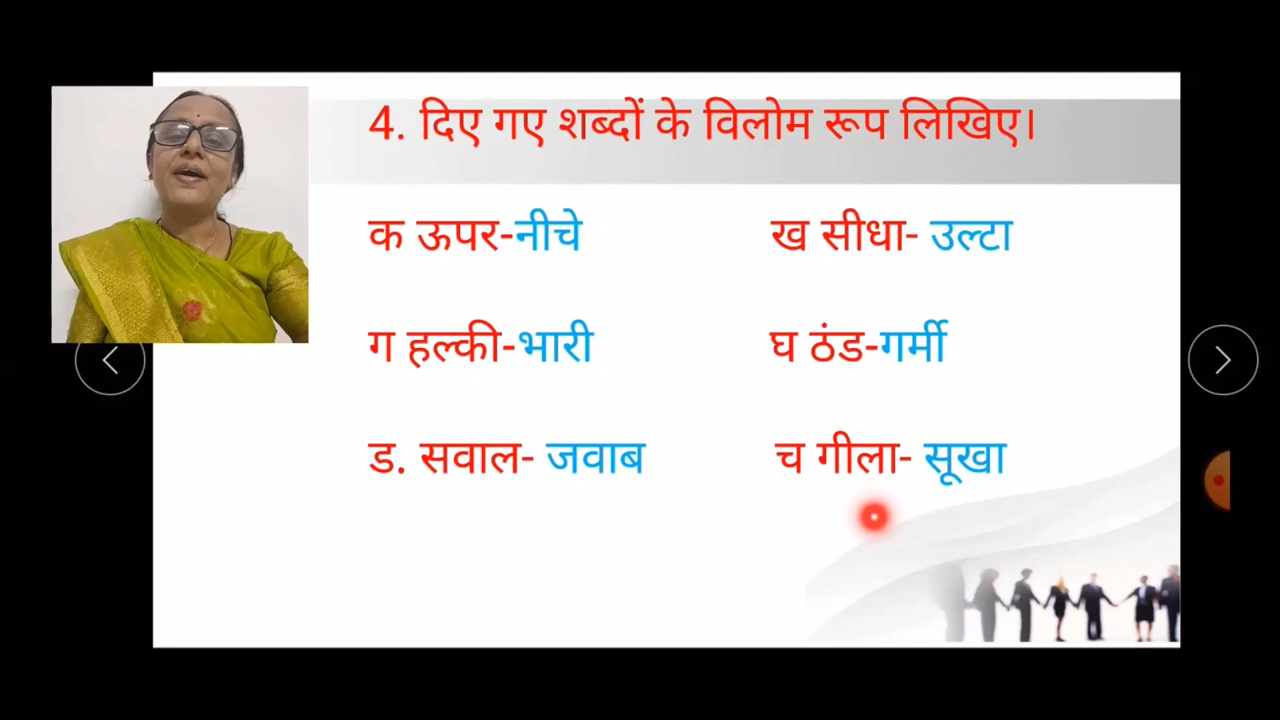 4. दिए गए शब्दों के विलोम रूप लिखिए।
क ऊपर-नीचे ख सीधा- उल्टा
ग हल्की-भारी घ ठंड-गर्मी
ड. सवाल- जवाब च गीला- सूखा